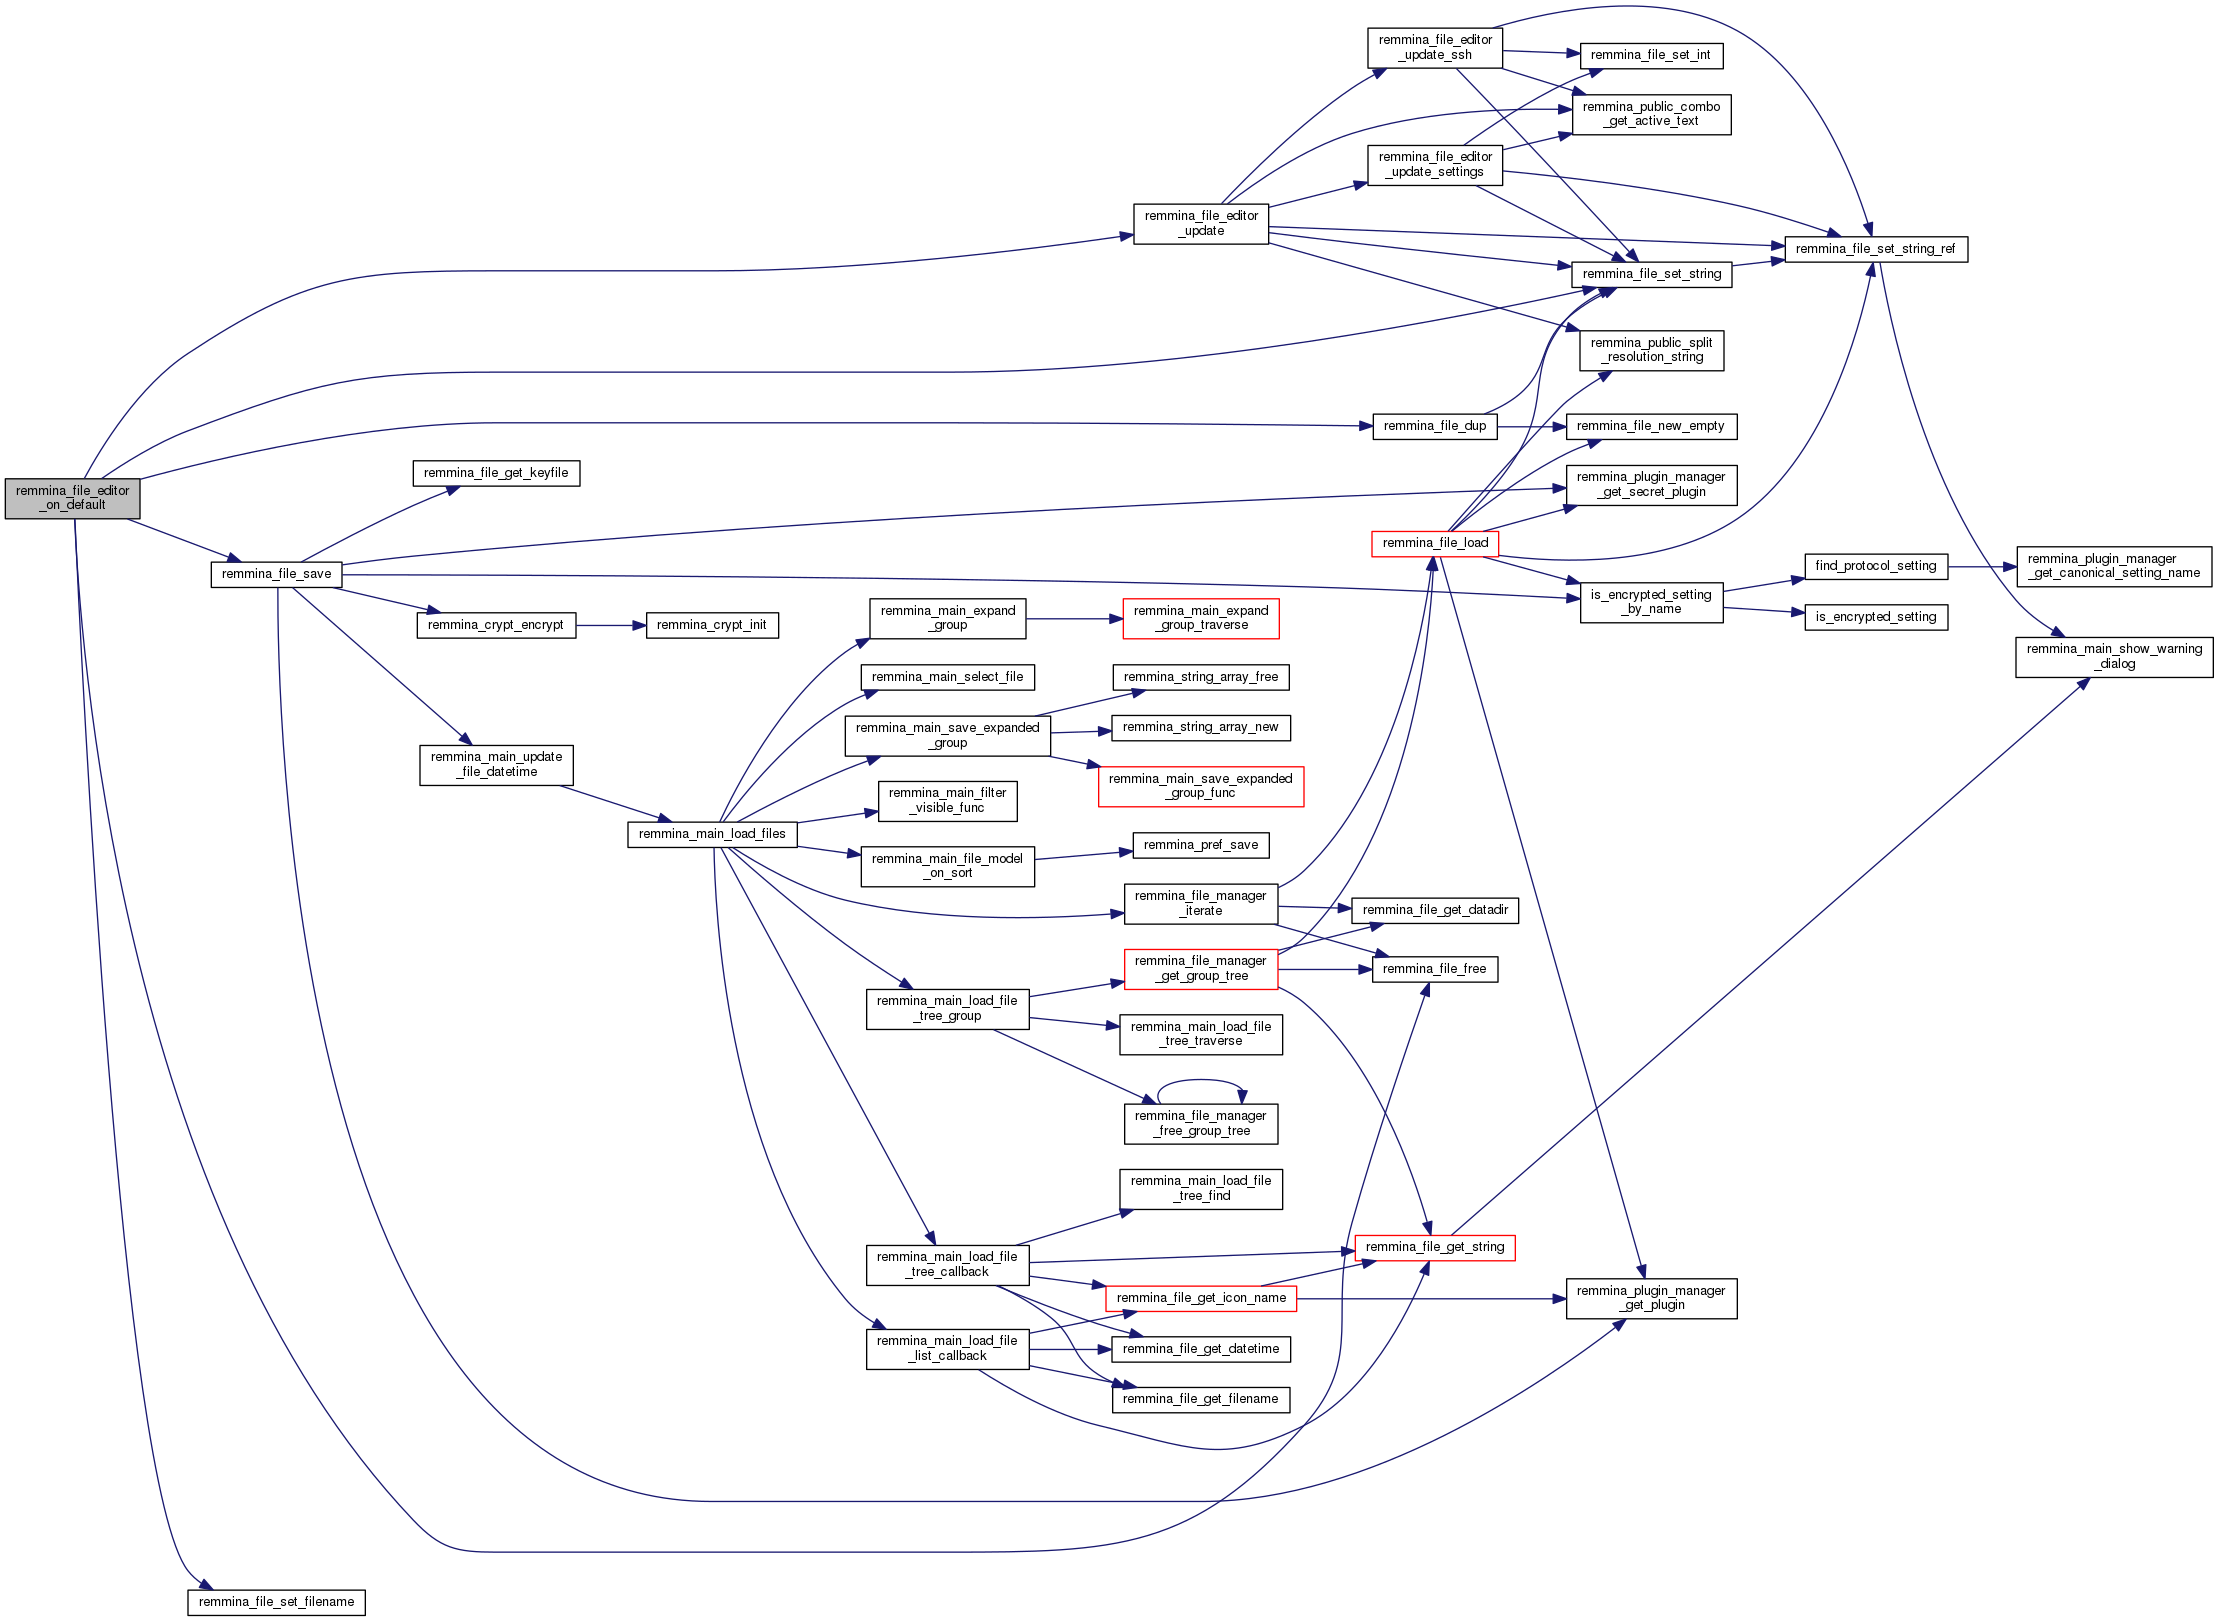 remmina_file_editor
_on_default
remmina_file_save
remmina_file_get_keyfile
remmina_crypt_encrypt
remmina_crypt_init
remmina_main_update
_file_datetime
remmina_main_load_files
remmina_main_expand
_group
remmina_main_expand
_group_traverse
remmina_main_select_file
remmina_main_save_expanded
_group
remmina_string_array_free
remmina_string_array_new
remmina_main_save_expanded
_group_func
remmina_main_filter
_visible_func
remmina_main_file_model
_on_sort
remmina_pref_save
remmina_file_manager
_iterate
remmina_file_manager
_get_group_tree
remmina_main_load_file
_tree_group
remmina_main_load_file
_tree_traverse
remmina_file_manager
_free_group_tree
remmina_main_load_file
_tree_find
remmina_main_load_file
_tree_callback
remmina_file_get_icon_name
remmina_main_load_file
_list_callback
remmina_file_get_datetime
remmina_file_get_filename
remmina_file_set_filename
remmina_file_editor
_update
remmina_file_editor
_update_ssh
remmina_file_editor
_update_settings
remmina_file_set_int
remmina_public_combo
_get_active_text
remmina_file_set_string_ref
remmina_file_set_string
remmina_public_split
_resolution_string
remmina_file_dup
remmina_file_new_empty
remmina_plugin_manager
_get_secret_plugin
remmina_file_load
is_encrypted_setting
_by_name
find_protocol_setting
remmina_plugin_manager
_get_canonical_setting_name
is_encrypted_setting
remmina_main_show_warning
_dialog
remmina_file_get_datadir
remmina_file_free
remmina_file_get_string
remmina_plugin_manager
_get_plugin